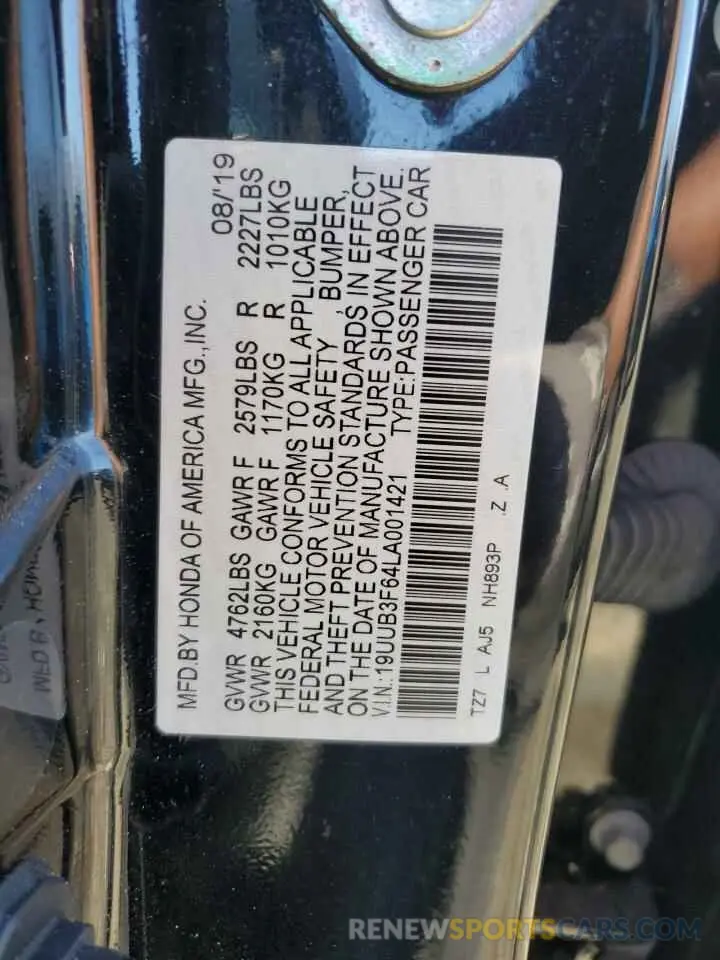 MFD.BY HONDA OF AMERICA MFG.,INC. 08/'19
GVWR 4762LBS GAWR F 2579LBS R 2227LBS
GVWR 2160KG GAWR F 1170KG R 1010KG
THIS VEHICLE CONFORMS TO ALL APPLICABLE
FEDERAL MOTOR VEHICLE SAFETY , BUMPER,
AND THEFT PREVENTION STANDARDS IN EFFECT
ON THE DATE OF MANUFACTURE SHOWN ABOVE.
V.I.N.:19UUB3F64LA001421 TYPE:PASSENGER CAR
TZ7 L AJ5 NH893P .Z .A
RENEWSPORTSCARS.COM